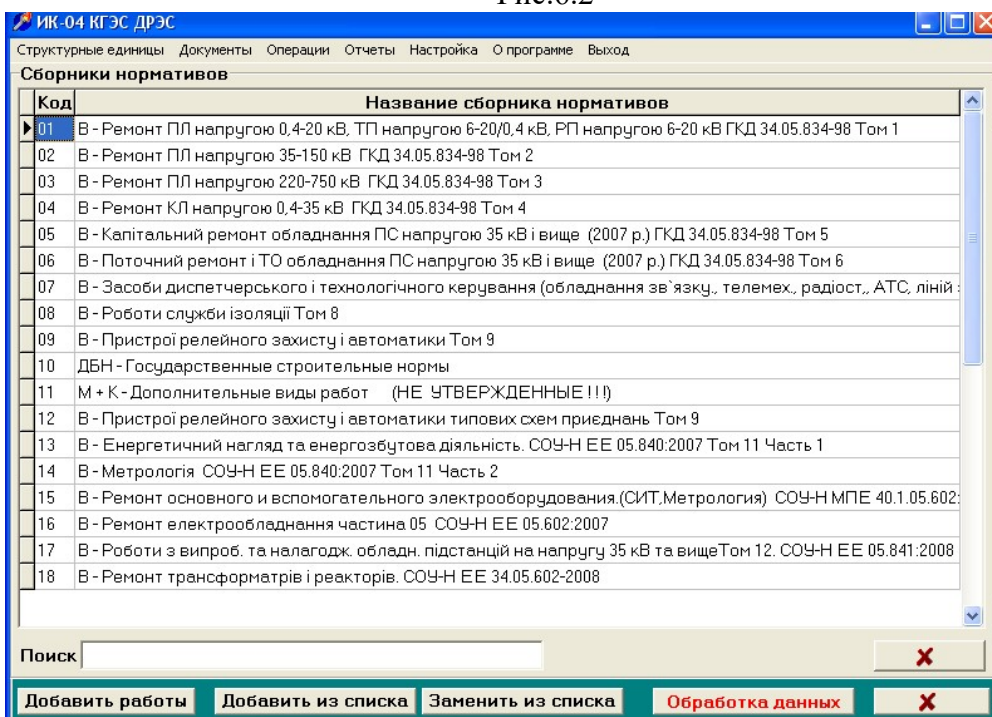 Рис.6.2
ИК-04 КГЭС ДРЭС
Структурные единицы Документы Операции Отчеты Настройка О программе Выход
Сборники нормативов
Код Название сборника нормативов
01 В - Ремонт ПЛ напругою 0,4-20 кВ, ТП напругою 6-20/0,4 кВ, РП напругою 6-20 кВ ГКД 34.05.834-98 Том 1
02 В - Ремонт ПЛ напругою 35-150 кВ ГКД 34.05.834-98 Том 2
03 В - Ремонт ПЛ напругою 220-750 кВ ГКД 34.05.834-98 Том 3
04 В - Ремонт КЛ напругою 0,4-35 кВ ГКД 34.05.834-98 Том 4
05 В - Капітальний ремонт обладнання ПС напругою 35 кВ і вище (2007 р.) ГКД 34.05.834-98 Том 5
06 В - Поточний ремонт і ТО обладнання ПС напругою 35 кВ і вище (2007 р.) ГКД 34.05.834-98 Том 6
07 В - Засоби диспетчерського і технологічного керування (обладнання зв`язку., телемех., радіост,, АТС, ліній
08 В - Роботи служби ізоляції Том 8
09 В - Пристрої релейного захисту і автоматики Том 9
10 ДБН - Государственные строительные нормы
11 М + К - Дополнительные виды работ (НЕ УТВЕРЖДЕННЫЕ !!!)
12 В - Пристрої релейного захисту і автоматики типових схем приєднань Том 9
13 В - Енергетичний нагляд та енергозбутова діяльність. СОУ-Н ЕЕ 05.840:2007 Том 11 Часть 1
14 В - Метрологія СОУ-Н ЕЕ 05.840:2007 Том 11 Часть 2
15 В - Ремонт основного и вспомогательного электрооборудования.(СИТ,Метрология) СОУ-Н МПЕ 40.1.05.602:
16 В - Ремонт електрообладнання частина 05 СОУ-Н ЕЕ 05.602:2007
17 В - Роботи з випроб. та налагодж. обладн. підстанцій на напругу 35 кВ та вищеТом 12. СОУ-Н ЕЕ 05.841:2008
18 В - Ремонт трансформатрів і реакторів. СОУ-Н ЕЕ 34.05.602-2008
Поиск
Добавить работы Добавить из списка Заменить из списка Обработка данных